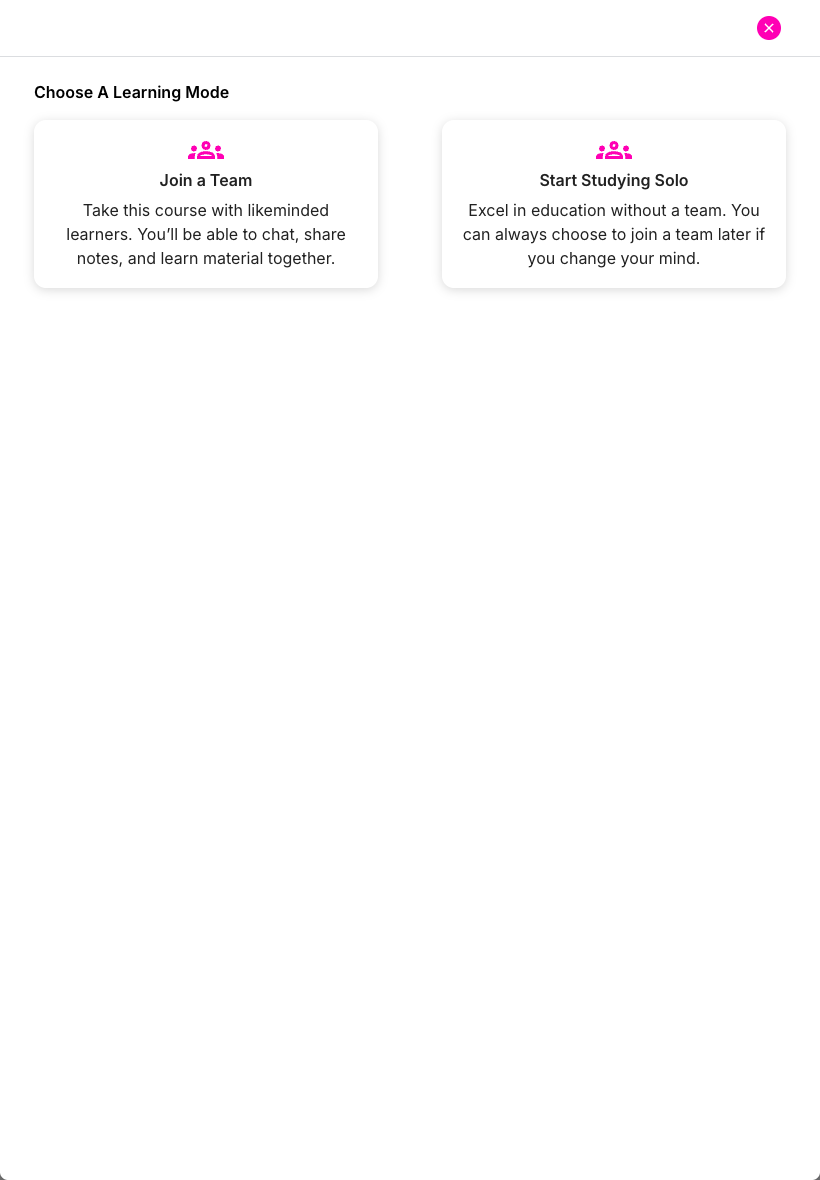 Choose A Learning Mode
Join a Team
Take this course with likeminded
learners. You’ll be able to chat, share
notes, and learn material together.
Start Studying Solo
Excel in education without a team. You
can always choose to join a team later if
you change your mind.